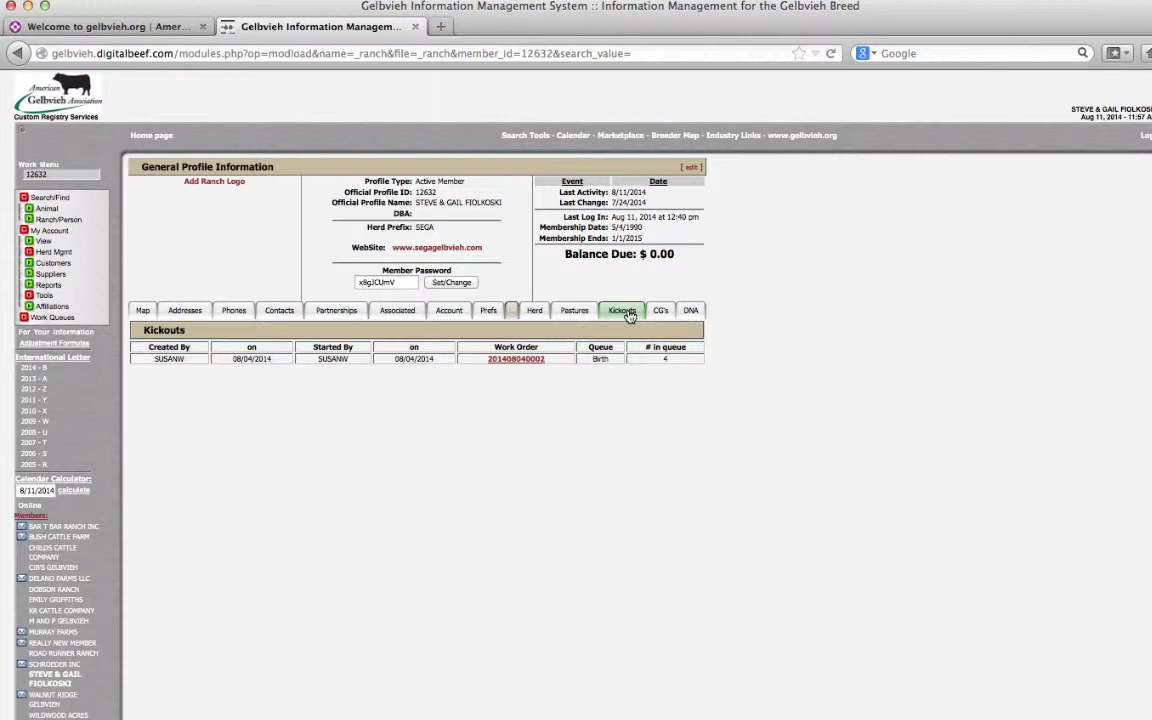 Gelbvieh Information Management System :: Information Management for the Gelbvieh Breed
Welcome to gelbvieh.org | Amer...
Gelbvieh Information Managem...
gelbvieh.digitalbeef.com/modules.php?op=modload&name=_ranch&file=_ranch&member_id=12632&search_value=
Google
American
Gelbvieh Association
Custom Registry Services
STEVE & GAIL FIOLKOS
Aug 11, 2014 - 11:57 A
Home page
Search Tools - Calendar - Marketplace - Breeder Map - Industry Links - www.gelbvieh.org
Lo
Work Menu
12632
Search/Find
Animal
Ranch/Person
My Account
View
Herd Mgmt
Customers
Suppliers
Reports
Tools
Affiliations
Work Queues
For Your Information
Adjustment Formulas
International Letter
2014 - B
2013 - A
2012 - Z
2011 - Y
2010 - X
2009 - W
2008 - U
2007 - T
2006 - S
2005 - R
Calendar Calculator:
8/11/2014 calculate
Online
Members:
BAR T BAR RANCH INC
BUSH CATTLE FARM
CHILDS CATTLE
COMPANY
CJB'S GELBVIEH
DELANO FARMS LLC
DOBSON RANCH
EMILY GRIFFITHS
KR CATTLE COMPANY
M AND P GELBVIEH
MURRAY FARMS
REALLY NEW MEMBER
ROAD RUNNER RANCH
SCHROEDER INC
STEVE & GAIL
FIOLKOSKI
WALNUT RIDGE
GELBVIEH
WILDWOOD ACRES
General Profile Information
[ edit ]
Add Ranch Logo
Profile Type: Active Member
Official Profile ID: 12632
Official Profile Name: STEVE & GAIL FIOLKOSKI
DBA:
Herd Prefix: SEGA
WebSite: www.segagelbvieh.com
Member Password
x8gJCUmV Set/Change
Event Date
Last Activity: 8/11/2014
Last Change: 7/24/2014
Last Log In: Aug 11, 2014 at 12:40 pm
Membership Date: 5/4/1990
Membership Ends: 1/1/2015
Balance Due: $ 0.00
Map Addresses Phones Contacts Partnerships Associated Account Prefs Herd Pastures Kickouts CG's DNA
Kickouts
Created By on Started By on Work Order Queue # in queue
SUSANW 08/04/2014 SUSANW 08/04/2014 201408040002 Birth 4